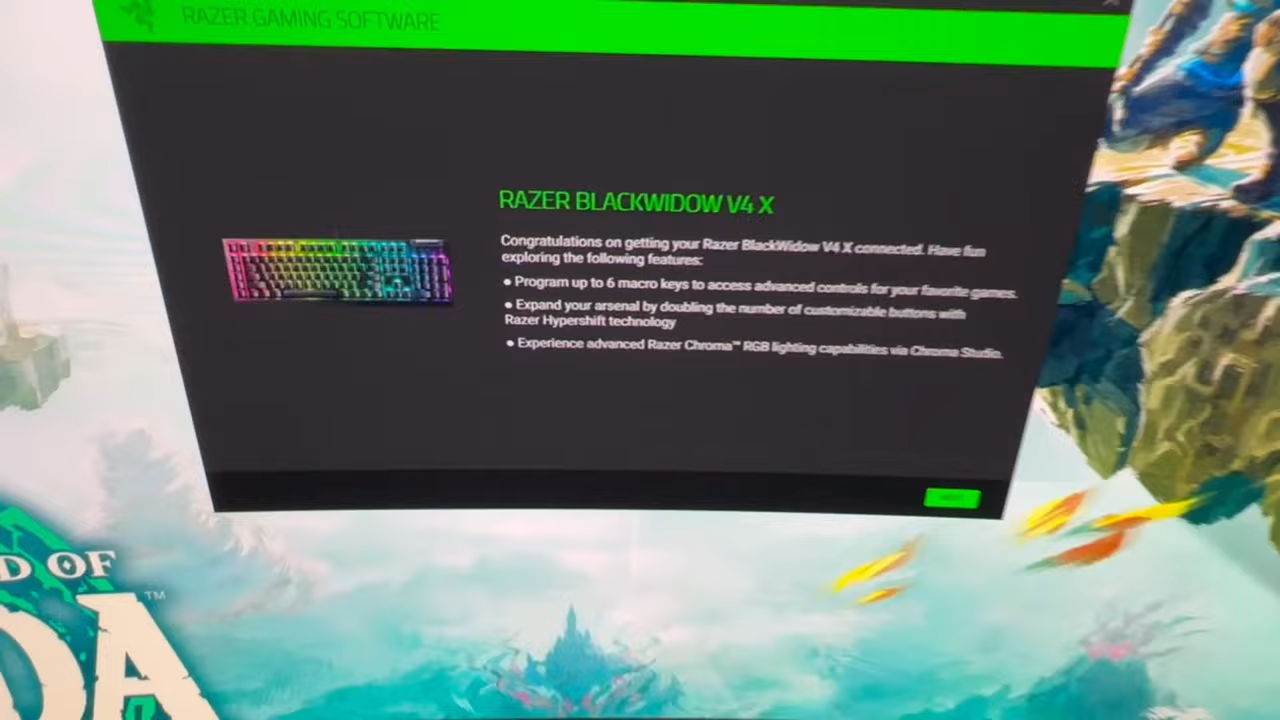 RAZER GAMING SOFTWARE
RAZER BLACKWIDOW V4 X
Congratulations on getting your Razer BlackWidow V4 X connected. Have fun
exploring the following features:
• Program up to 6 macro keys to access advanced controls for your favorite games.
• Expand your arsenal by doubling the number of customizable buttons with
Razer Hypershift technology
• Experience advanced Razer Chroma™ RGB lighting capabilities via Chroma Studio.
D OF
DA™